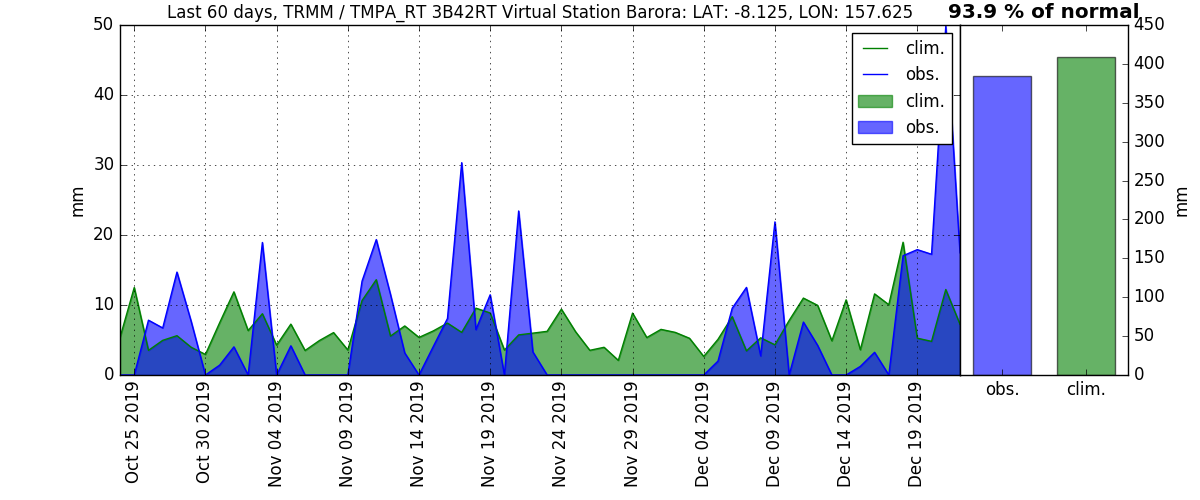 Last 60 days, TRMM / TMPA_RT 3B42RT Virtual Station Barora: LAT: -8.125, LON: 157.625
93.9 % of normal
50
40
30
20
10
0
mm
clim.
obs.
clim.
obs.
450
400
350
300
250
200
150
100
50
0
mm
obs.
clim.
Oct 25 2019
Oct 30 2019
Nov 04 2019
Nov 09 2019
Nov 14 2019
Nov 19 2019
Nov 24 2019
Nov 29 2019
Dec 04 2019
Dec 09 2019
Dec 14 2019
Dec 19 2019